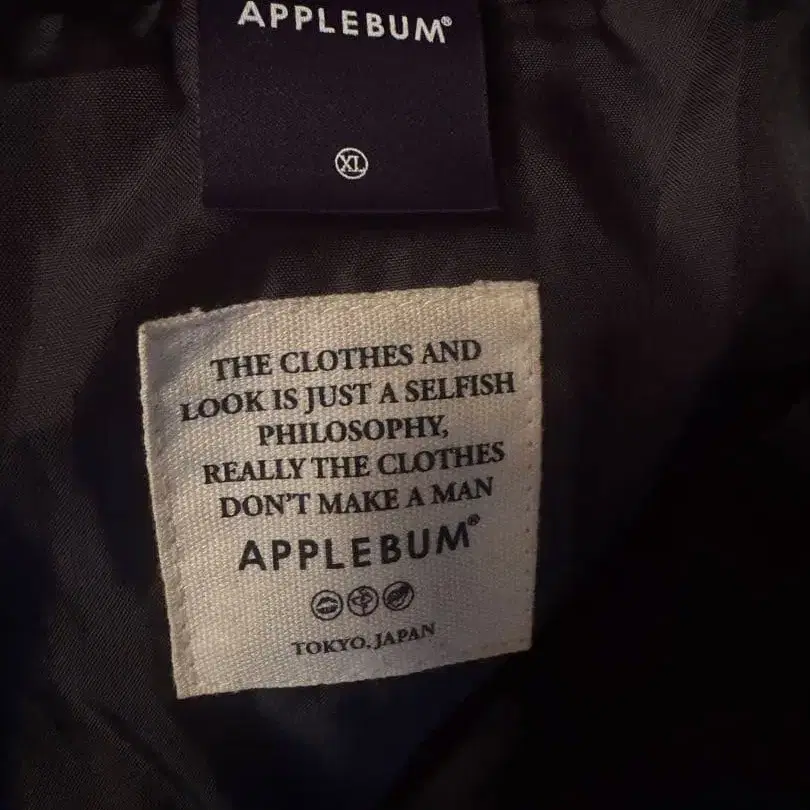 APPLEBUM®
XL
THE CLOTHES AND
LOOK IS JUST A SELFISH
PHILOSOPHY,
REALLY THE CLOTHES
DON'T MAKE A MAN
APPLEBUM®
TOKYO. JAPAN